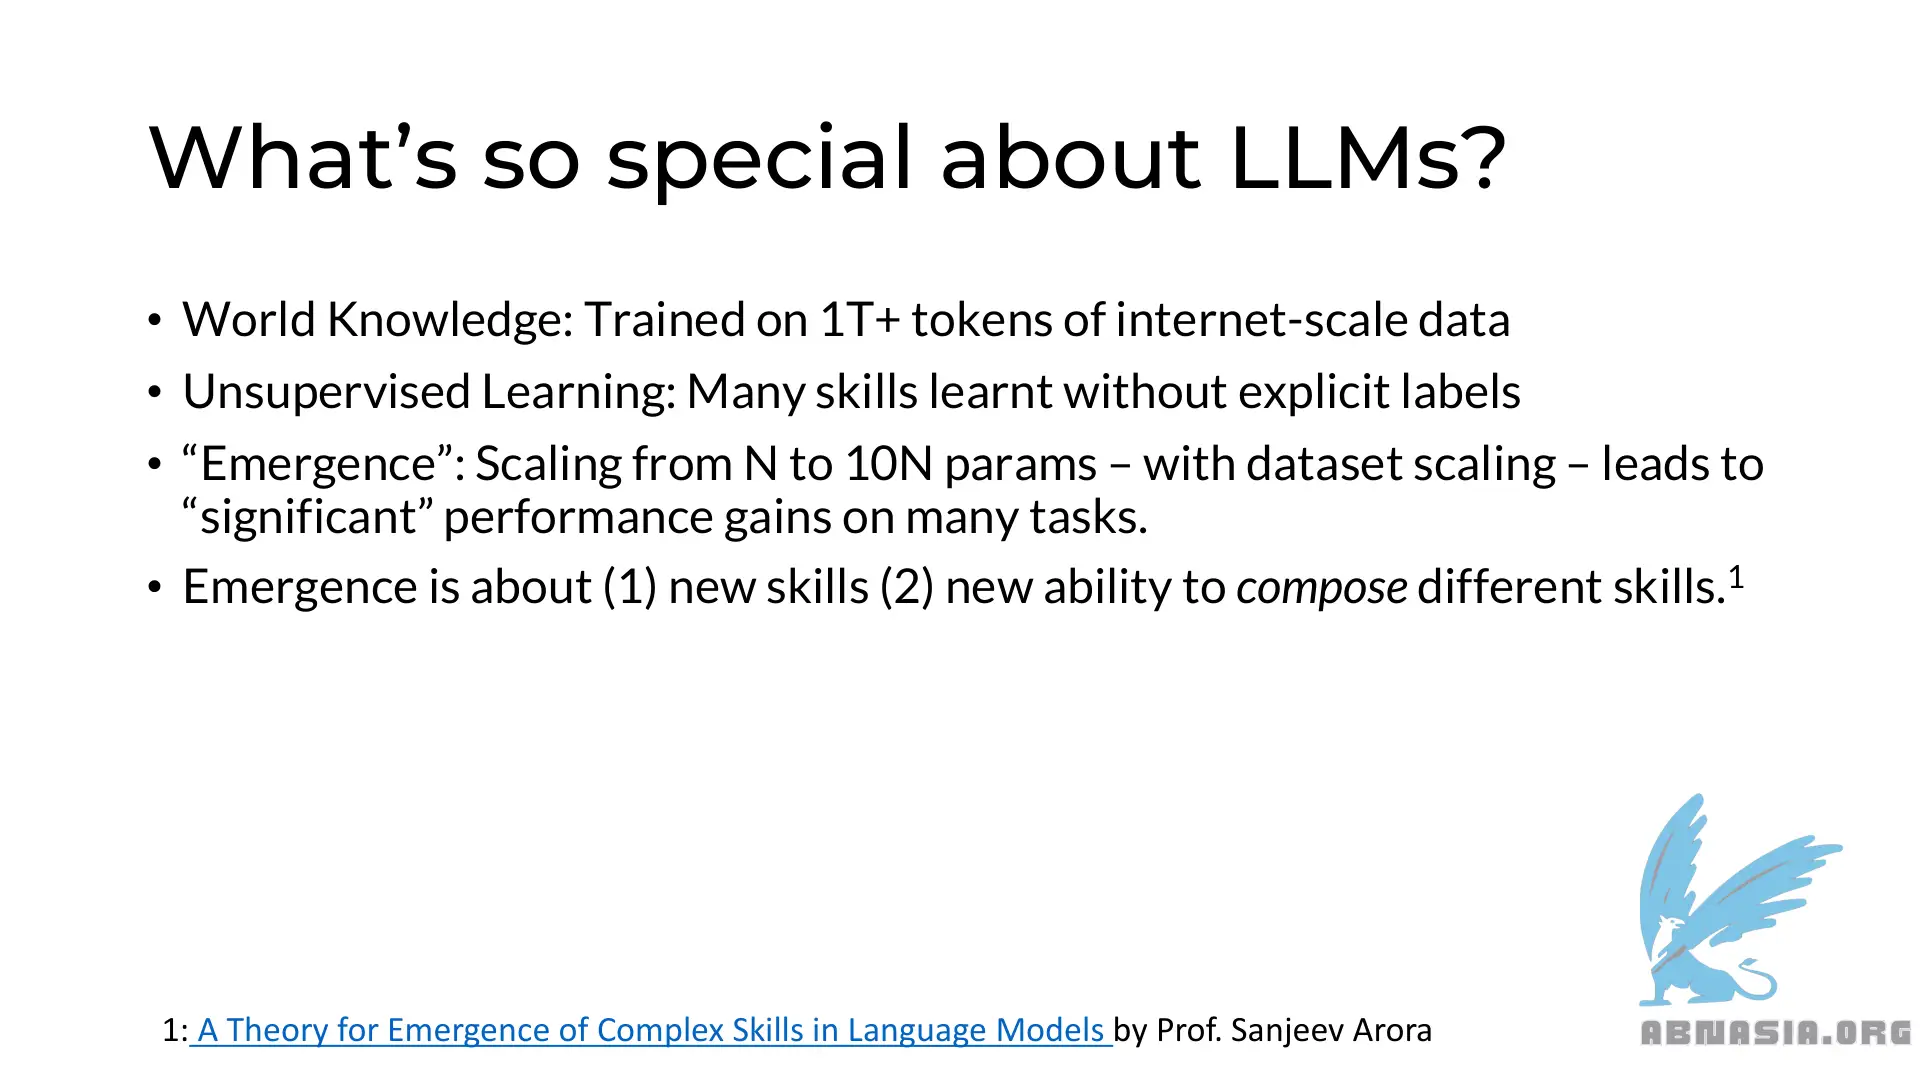 What’s so special about LLMs?
• World Knowledge: Trained on 1T+ tokens of internet-scale data
• Unsupervised Learning: Many skills learnt without explicit labels
• “Emergence”: Scaling from N to 10N params – with dataset scaling – leads to
“significant” performance gains on many tasks.
• Emergence is about (1) new skills (2) new ability to compose different skills.¹
1: A Theory for Emergence of Complex Skills in Language Models by Prof. Sanjeev Arora
ABNASIA.ORG